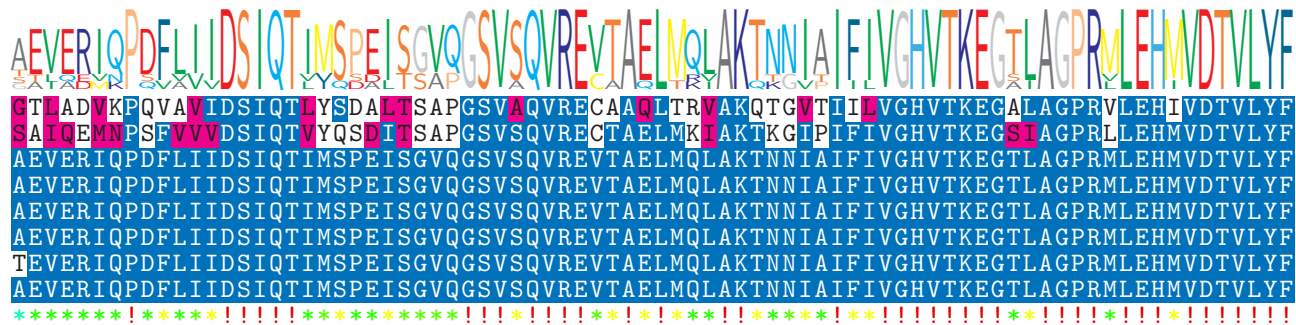 AEVERIQPDFLIIDSIQTIMSPEISGVQGSVSQVREVTAELMQLAKTNNIAIFIVGHVTKEGTLAGPRMLEHMVDTVLYF
GTLADVKPQVAVIDSIQTLYSDALTSAPGSVAQVRECAAQLTRVAKQTGVTIILVGHVTKEGALAGPRVLEHIVDTVLYF
SAIQEMNPSFVVVDSIQTVYQSDITSAPGSVSQVRECTAELMKIAKTKGIPIFIVGHVTKEGSIAGPRLLEHMVDTVLYF
AEVERIQPDFLIIDSIQTIMSPEISGVQGSVSQVREVTAELMQLAKTNNIAIFIVGHVTKEGTLAGPRMLEHMVDTVLYF
AEVERIQPDFLIIDSIQTIMSPEISGVQGSVSQVREVTAELMQLAKTNNIAIFIVGHVTKEGTLAGPRMLEHMVDTVLYF
AEVERIQPDFLIIDSIQTIMSPEISGVQGSVSQVREVTAELMQLAKTNNIAIFIVGHVTKEGTLAGPRMLEHMVDTVLYF
AEVERIQPDFLIIDSIQTIMSPEISGVQGSVSQVREVTAELMQLAKTNNIAIFIVGHVTKEGTLAGPRMLEHMVDTVLYF
TEVERIQPDFLIIDSIQTIMSPEISGVQGSVSQVREVTAELMQLAKTNNIAIFIVGHVTKEGTLAGPRMLEHMVDTVLYF
AEVERIQPDFLIIDSIQTIMSPEISGVQGSVSQVREVTAELMQLAKTNNIAIFIVGHVTKEGTLAGPRMLEHMVDTVLYF
*******!*****!!!!!**********!!!*!!!!**!*!***!!*****!**!!!!!!!!**!!!!*!!!*!!!!!!!